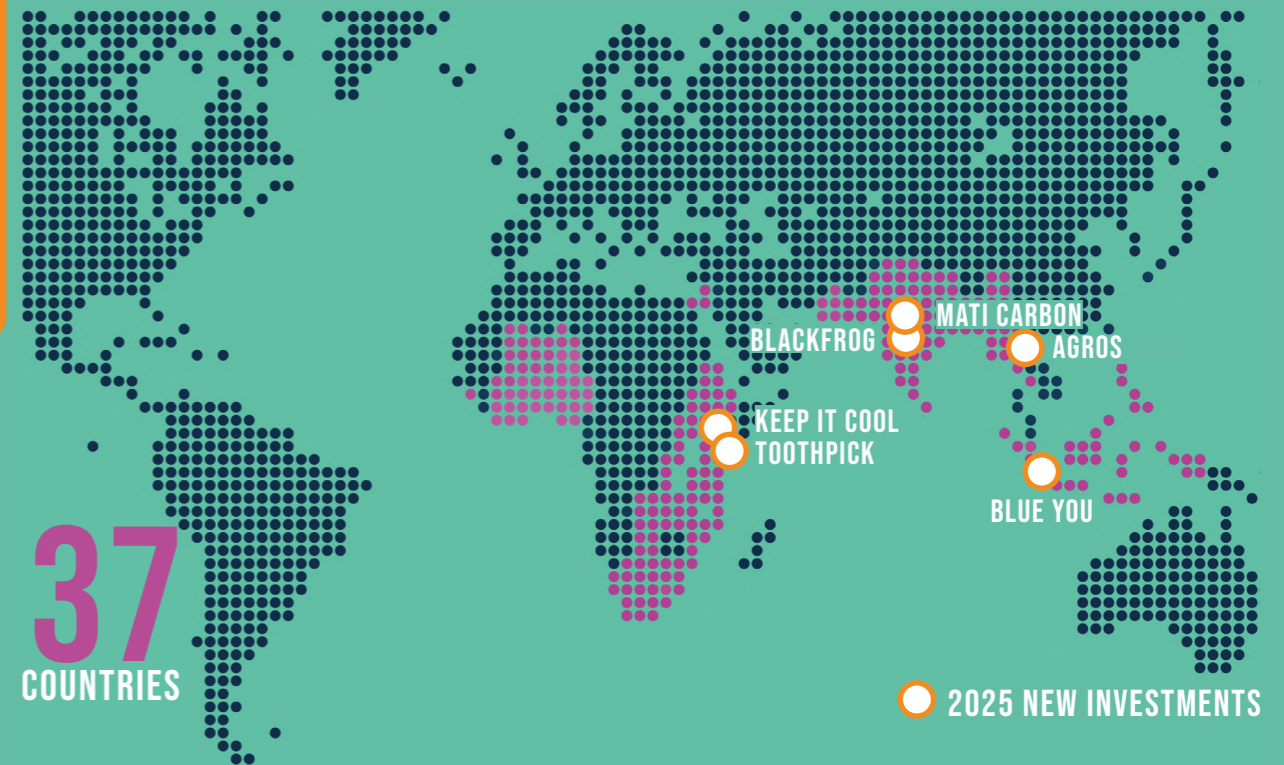 MATI CARBON
BLACKFROG
AGROS
KEEP IT COOL
TOOTHPICK
BLUE YOU
37
COUNTRIES
2025 NEW INVESTMENTS